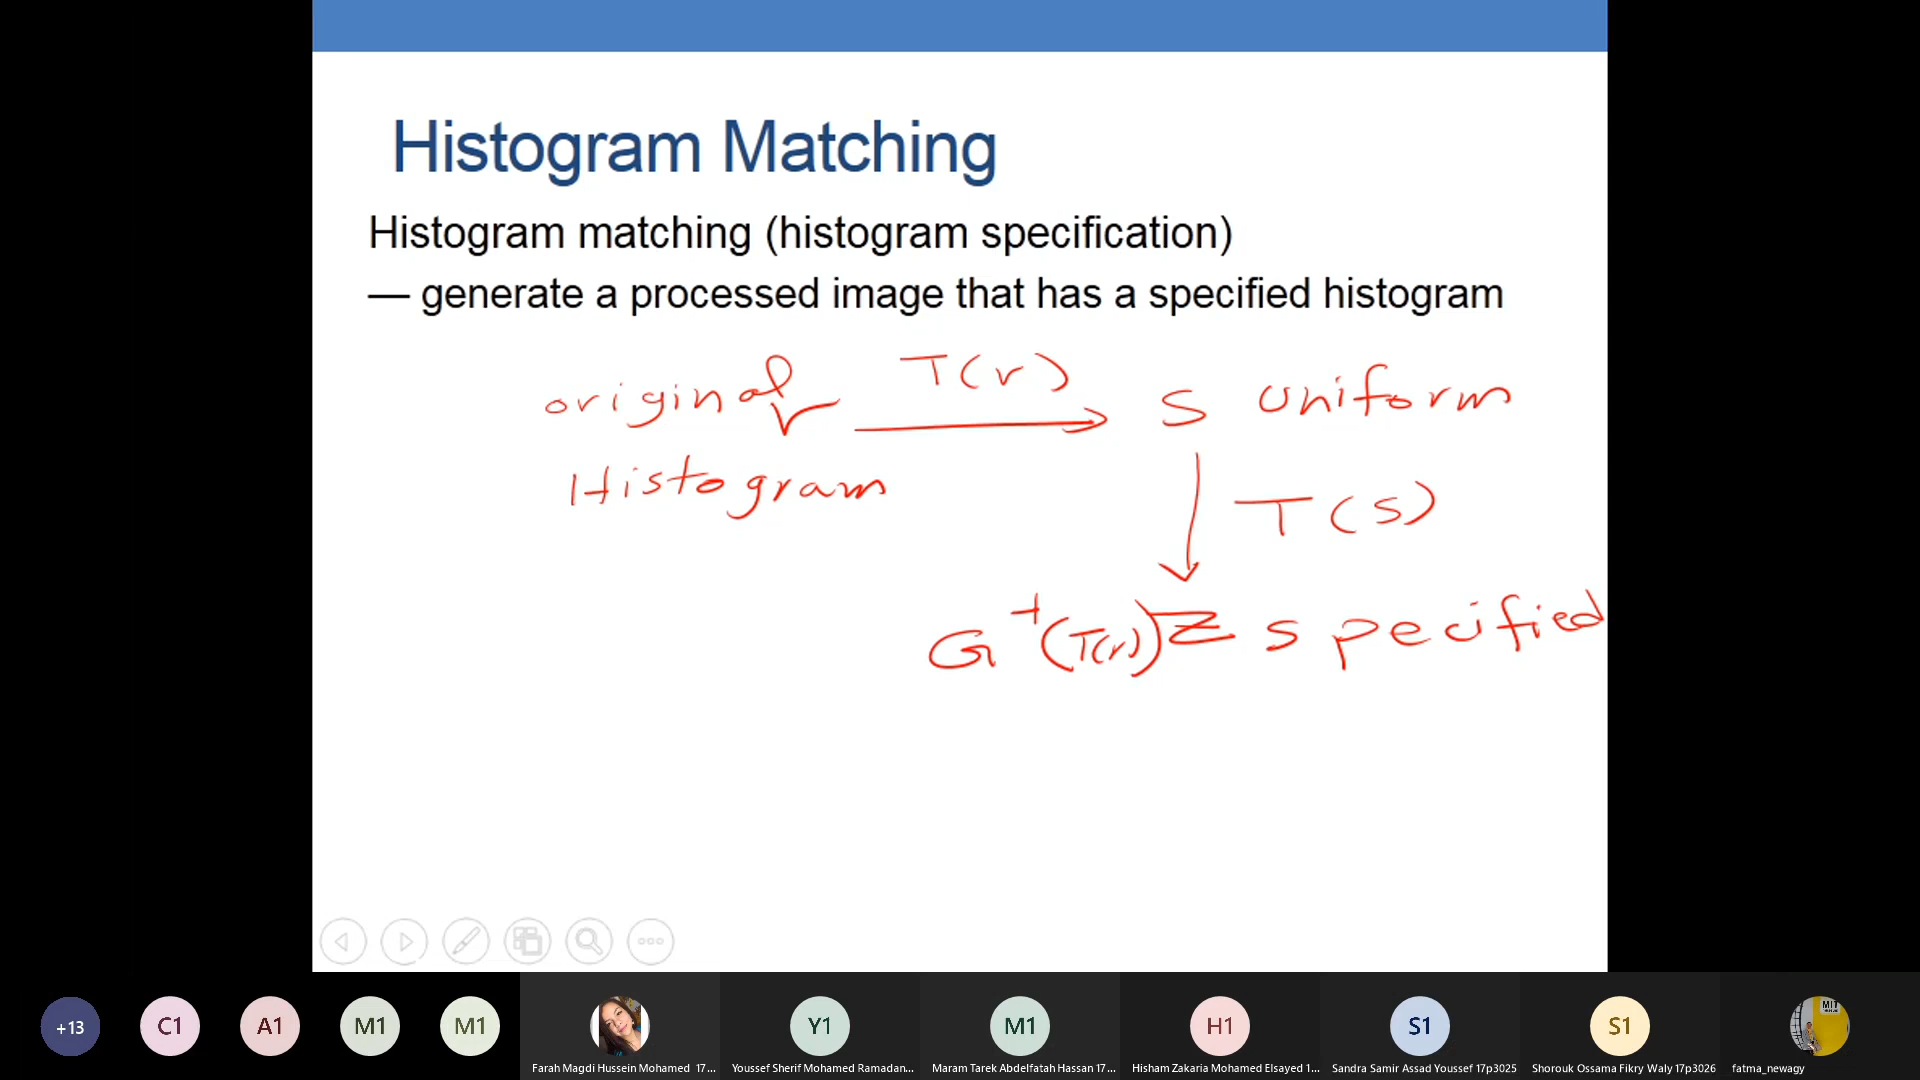 Histogram Matching
Histogram matching (histogram specification)
— generate a processed image that has a specified histogram
original r T(r) s uniform
Histogram
T(s)
G⁻¹(T(r)) z specified
+13
C1
A1
M1
M1
Y1
M1
H1
S1
S1
MIT
Farah Magdi Hussein Mohamed 17...
Youssef Sherif Mohamed Ramadan...
Maram Tarek Abdelfatah Hassan 17...
Hisham Zakaria Mohamed Elsayed 1...
Sandra Samir Assad Youssef 17p3025
Shorouk Ossama Fikry Waly 17p3026
fatma_newagy